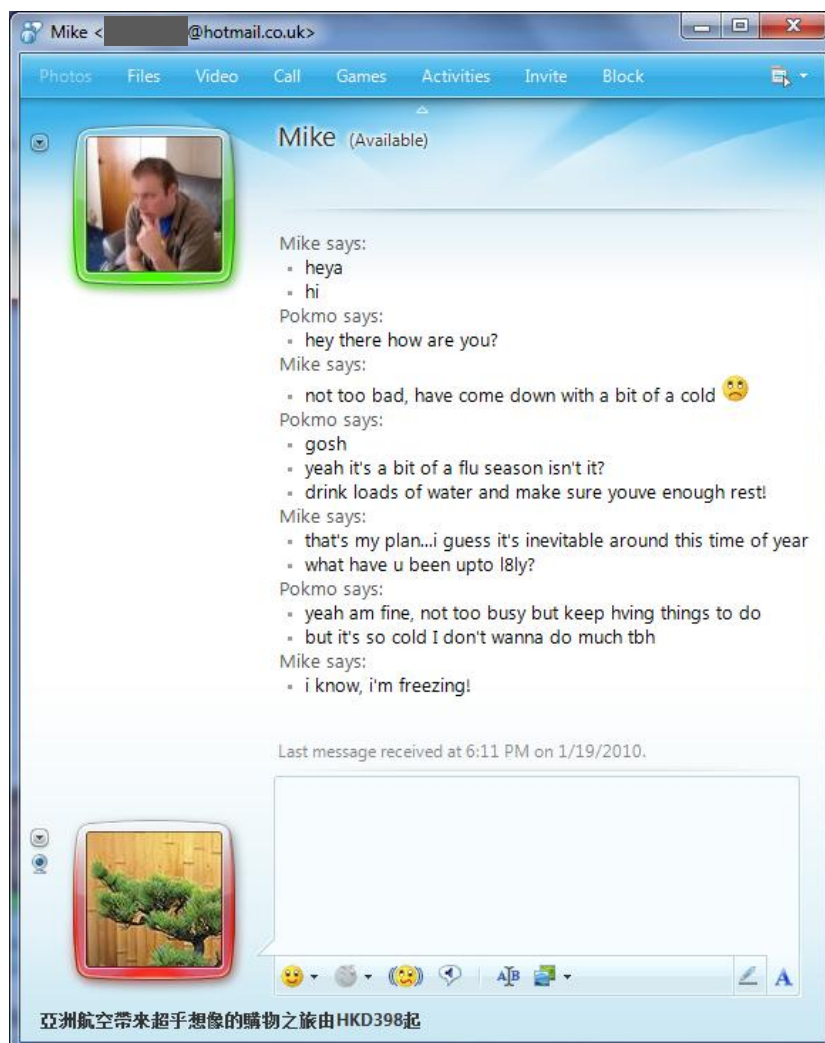 Mike < @hotmail.co.uk>
Photos Files Video Call Games Activities Invite Block
Mike (Available)
Mike says:
heya
hi
Pokmo says:
hey there how are you?
Mike says:
not too bad, have come down with a bit of a cold
Pokmo says:
gosh
yeah it's a bit of a flu season isn't it?
drink loads of water and make sure youve enough rest!
Mike says:
that's my plan...i guess it's inevitable around this time of year
what have u been upto l8ly?
Pokmo says:
yeah am fine, not too busy but keep hving things to do
but it's so cold I don't wanna do much tbh
Mike says:
i know, i'm freezing!
Last message received at 6:11 PM on 1/19/2010.
亞洲航空帶來超乎想像的購物之旅由HKD398起